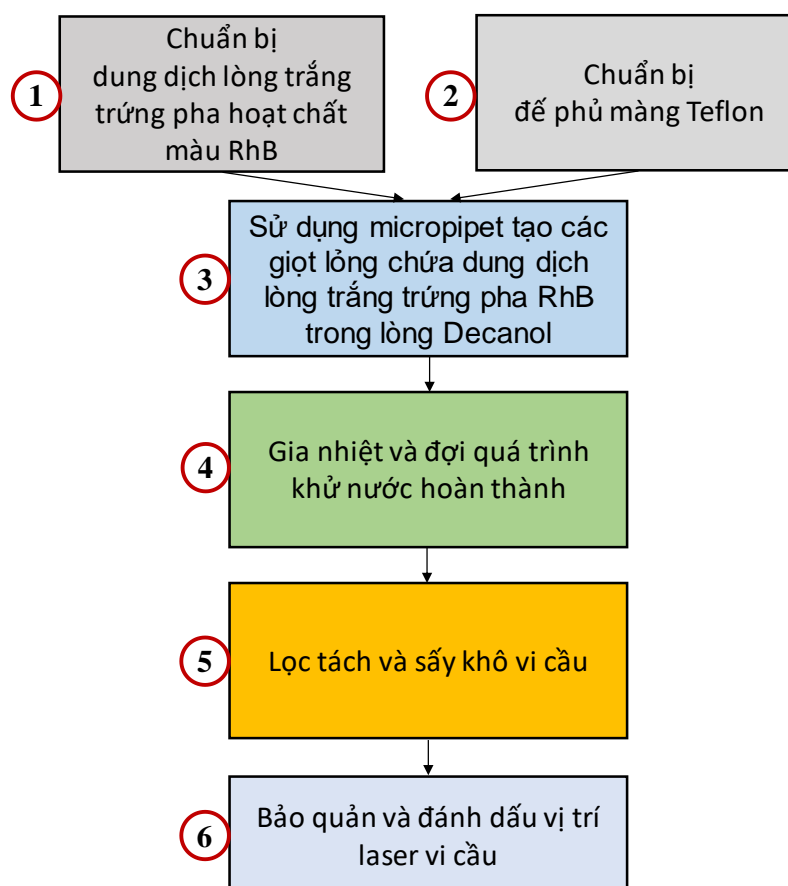 1
Chuẩn bị
dung dịch lòng trắng
trứng pha hoạt chất
màu RhB
2
Chuẩn bị
đế phủ màng Teflon
3
Sử dụng micropipet tạo các
giọt lỏng chứa dung dịch
lòng trắng trứng pha RhB
trong lòng Decanol
4
Gia nhiệt và đợi quá trình
khử nước hoàn thành
5
Lọc tách và sấy khô vi cầu
6
Bảo quản và đánh dấu vị trí
laser vi cầu